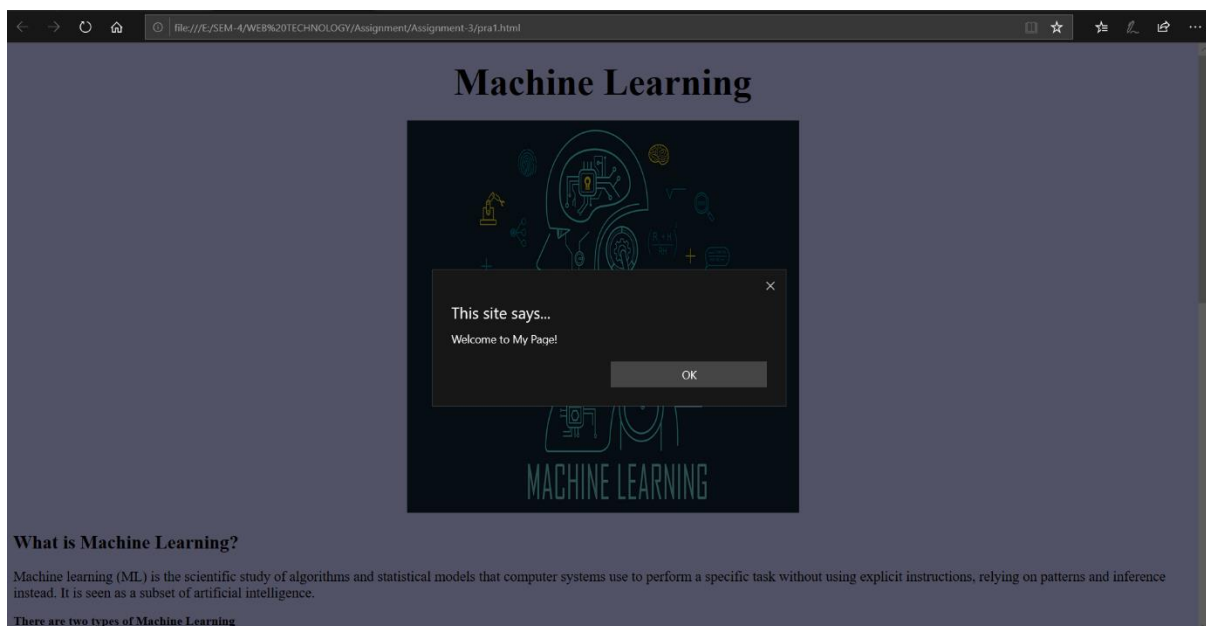 file:///E:/SEM-4/WEB%20TECHNOLOGY/Assignment/Assignment-3/pra1.html
Machine Learning
This site says...
Welcome to My Page!
OK
MACHINE LEARNING
What is Machine Learning?
Machine learning (ML) is the scientific study of algorithms and statistical models that computer systems use to perform a specific task without using explicit instructions, relying on patterns and inference
instead. It is seen as a subset of artificial intelligence.
There are two types of Machine Learning